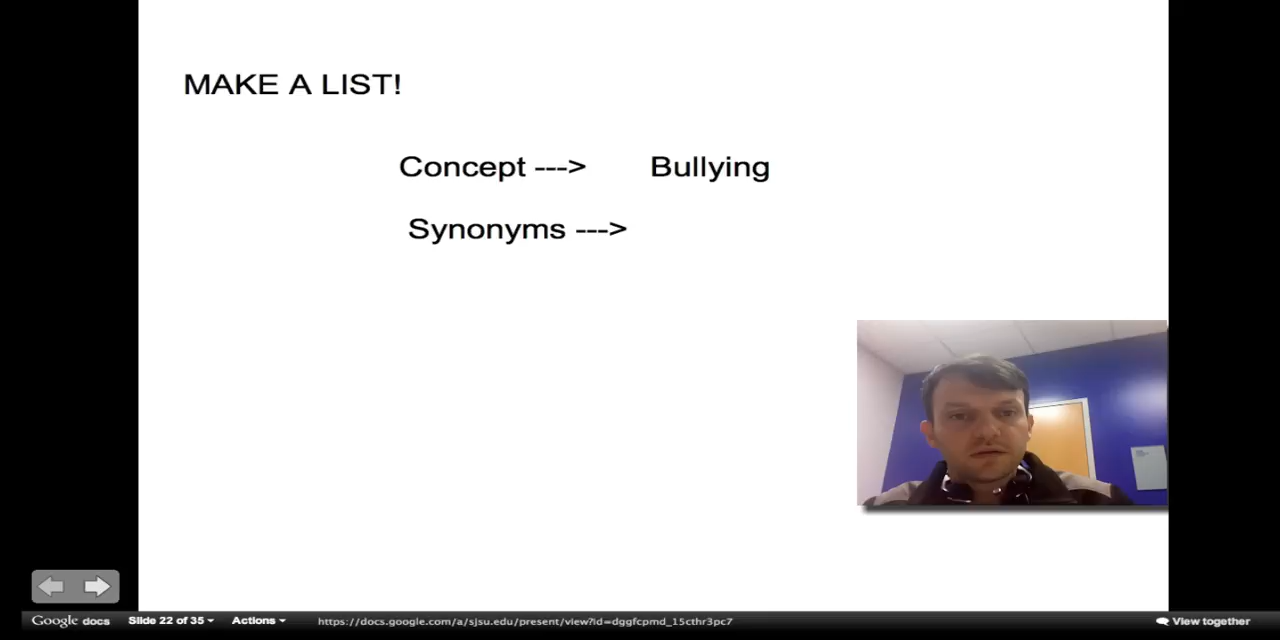 MAKE A LIST!
Concept ---> Bullying
Synonyms --->
Google docs Slide 22 of 35 Actions https://docs.google.com/a/sjsu.edu/present/view?id=dggfcpmd_15cthr3pc7 View together